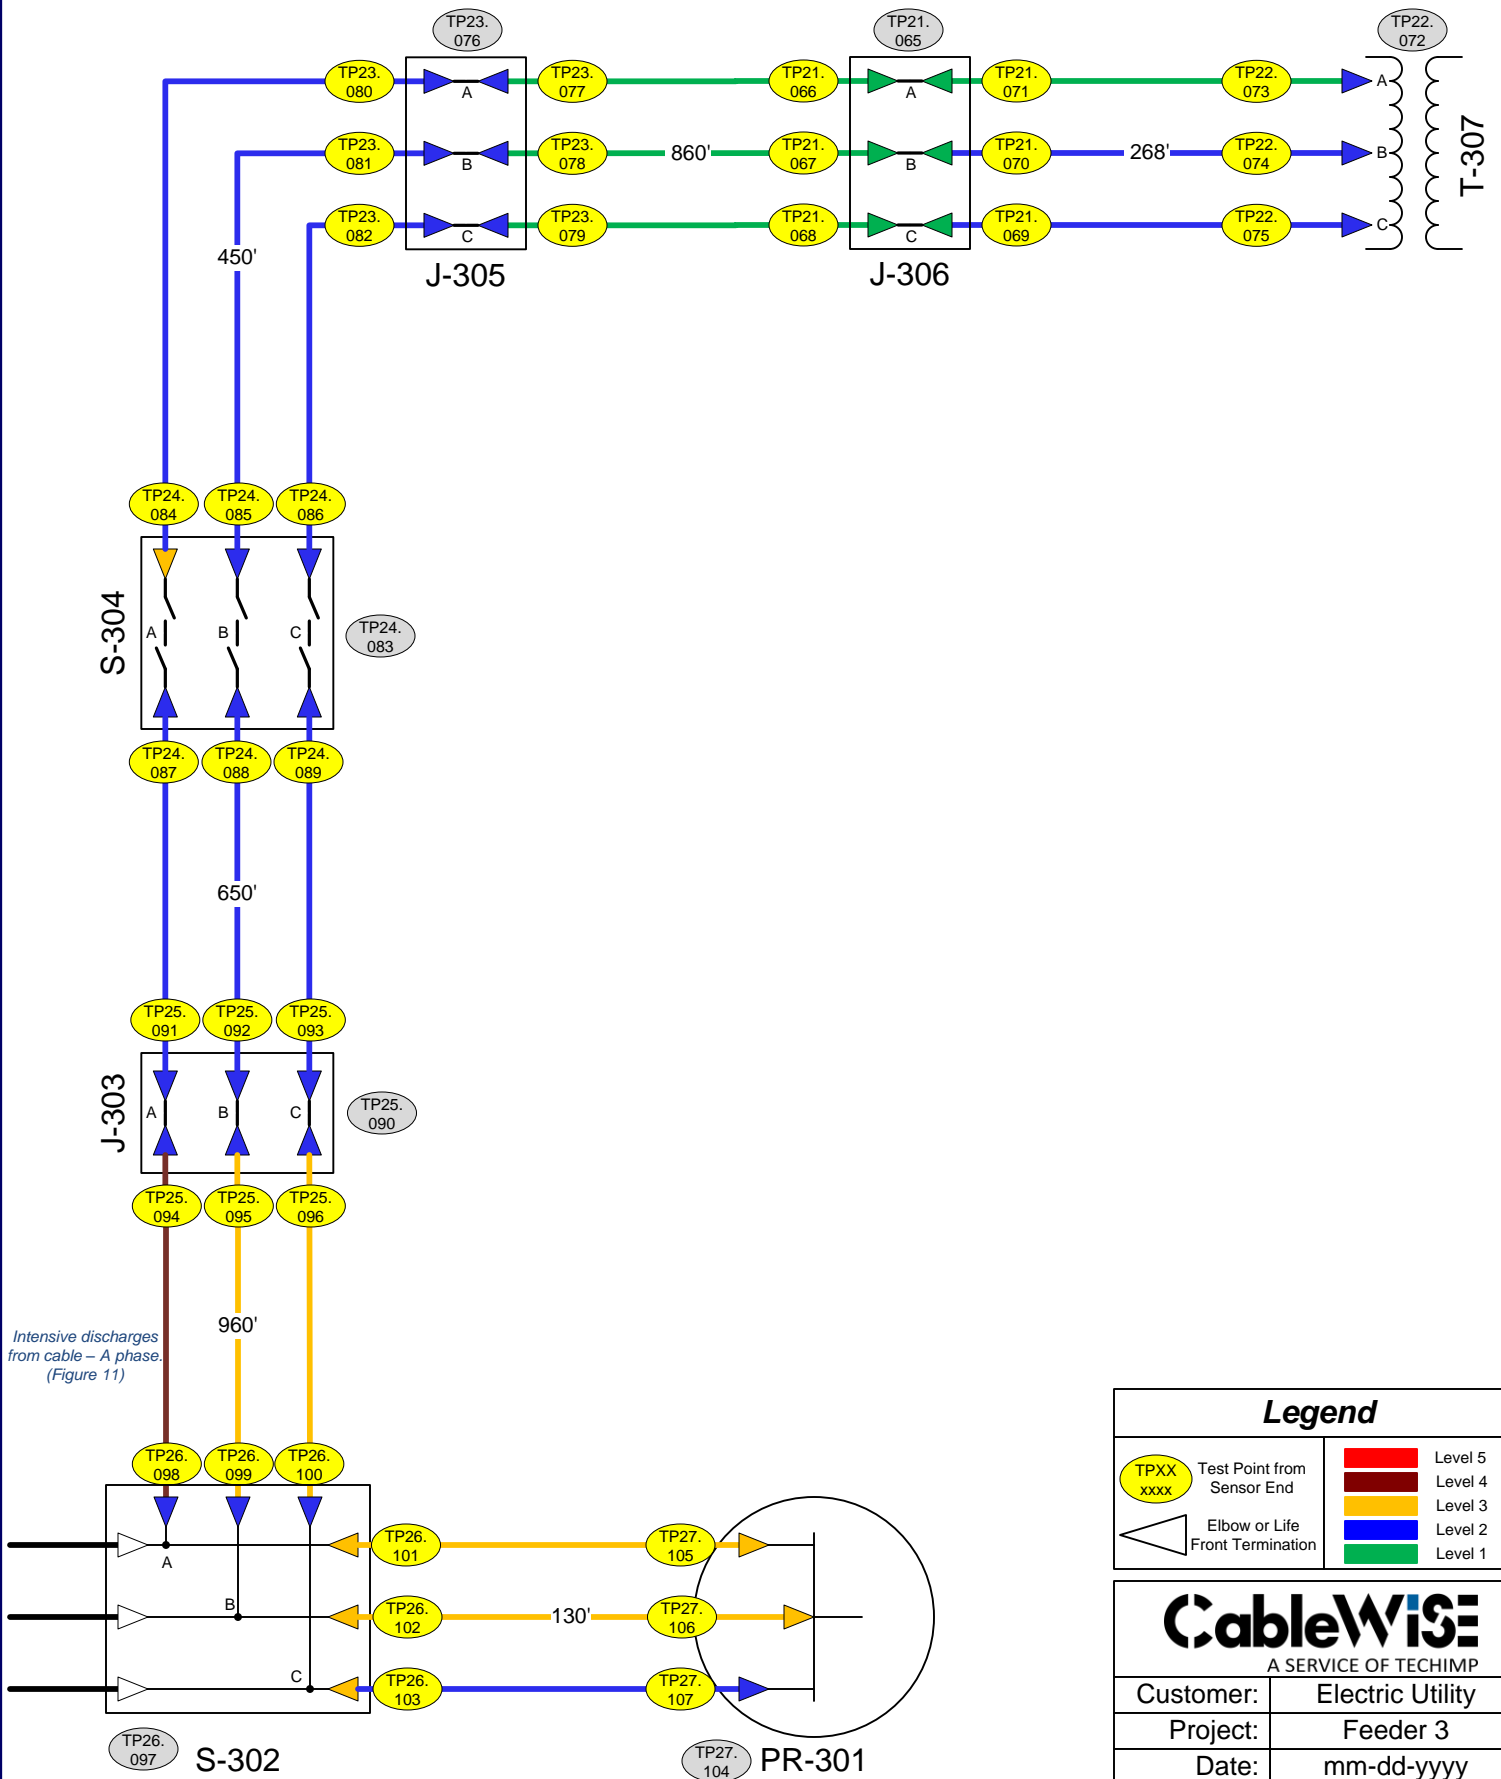 TP23.
076
TP21.
065
TP22.
072
TP23.
080
A
TP23.
077
TP21.
066
A
TP21.
071
TP22.
073
A
TP23.
081
B
TP23.
078
860'
TP21.
067
B
TP21.
070
268'
TP22.
074
B
TP23.
082
C
TP23.
079
TP21.
068
C
TP21.
069
TP22.
075
C
T-307
J-305
J-306
450'
TP24.
084
TP24.
085
TP24.
086
S-304
A
B
C
TP24.
083
TP24.
087
TP24.
088
TP24.
089
650'
TP25.
091
TP25.
092
TP25.
093
J-303
A
B
C
TP25.
090
TP25.
094
TP25.
095
TP25.
096
960'
Intensive discharges
from cable – A phase.
(Figure 11)
TP26.
098
TP26.
099
TP26.
100
A
TP26.
101
TP27.
105
B
TP26.
102
130'
TP27.
106
C
TP26.
103
TP27.
107
TP26.
097
S-302
TP27.
104
PR-301
Legend
TPXX
xxxx
Test Point from
Sensor End
Elbow or Life
Front Termination
Level 5
Level 4
Level 3
Level 2
Level 1
CableWiSE
A SERVICE OF TECHIMP
Customer: Electric Utility
Project: Feeder 3
Date: mm-dd-yyyy